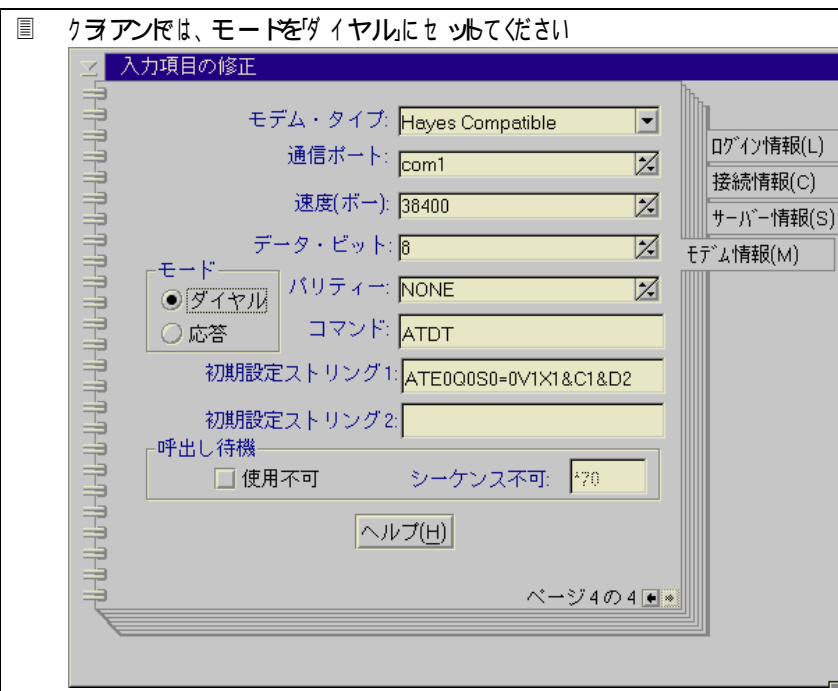 クライアントでは、モードを「ダイヤル」にセットしてください
入力項目の修正
モデム・タイプ: Hayes Compatible
通信ポート: com1
速度(ボー): 38400
データ・ビット: 8
モード
ダイヤル
応答
パリティー: NONE
コマンド: ATDT
初期設定ストリング1: ATE0Q0S0=0V1X1&C1&D2
初期設定ストリング2:
呼出し待機
使用不可
シーケンス不可: *70
ヘルプ(H)
ページ4の4
ログイン情報(L)
接続情報(C)
サーバー情報(S)
モデム情報(M)